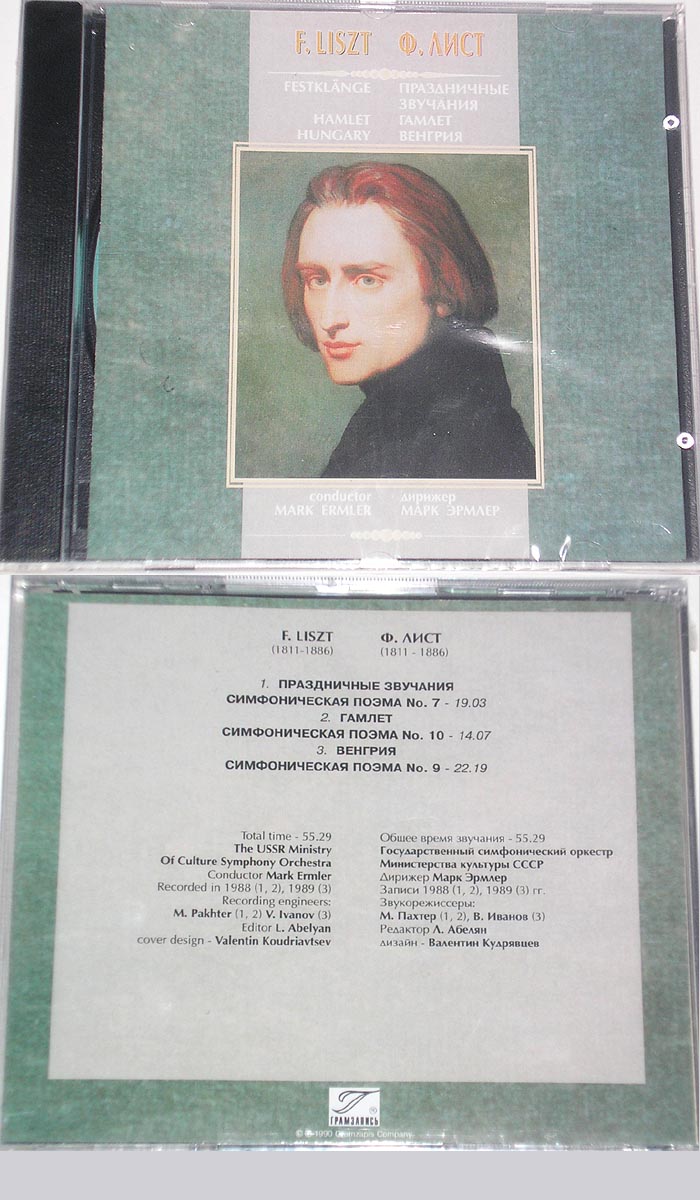 F. LISZT Ф. ЛИСТ
FESTKLÄNGE ПРАЗДНИЧНЫЕ
ЗВУЧАНИЯ
HAMLET ГАМЛЕТ
HUNGARY ВЕНГРИЯ
conductor дирижер
MARK ERMLER МАРК ЭРМЛЕР
F. LISZT Ф. ЛИСТ
(1811-1886) (1811 - 1886)
1. ПРАЗДНИЧНЫЕ ЗВУЧАНИЯ
СИМФОНИЧЕСКАЯ ПОЭМА No. 7 - 19.03
2. ГАМЛЕТ
СИМФОНИЧЕСКАЯ ПОЭМА No. 10 - 14.07
3. ВЕНГРИЯ
СИМФОНИЧЕСКАЯ ПОЭМА No. 9 - 22.19
Total time - 55.29
The USSR Ministry
Of Culture Symphony Orchestra
Conductor Mark Ermler
Recorded in 1988 (1, 2), 1989 (3)
Recording engineers:
M. Pakhter (1, 2) V. Ivanov (3)
Editor L. Abelyan
cover design - Valentin Koudriavtsev
Общее время звучания - 55.29
Государственный симфонический оркестр
Министерства культуры СССР
Дирижер Марк Эрмлер
Записи 1988 (1, 2), 1989 (3) гг.
Звукорежиссеры:
М. Пахтер (1, 2), В. Иванов (3)
Редактор Л. Абелян
дизайн - Валентин Кудрявцев
ГРАМЗАПИСЬ
© ℗ 1990 Gramzapis Company